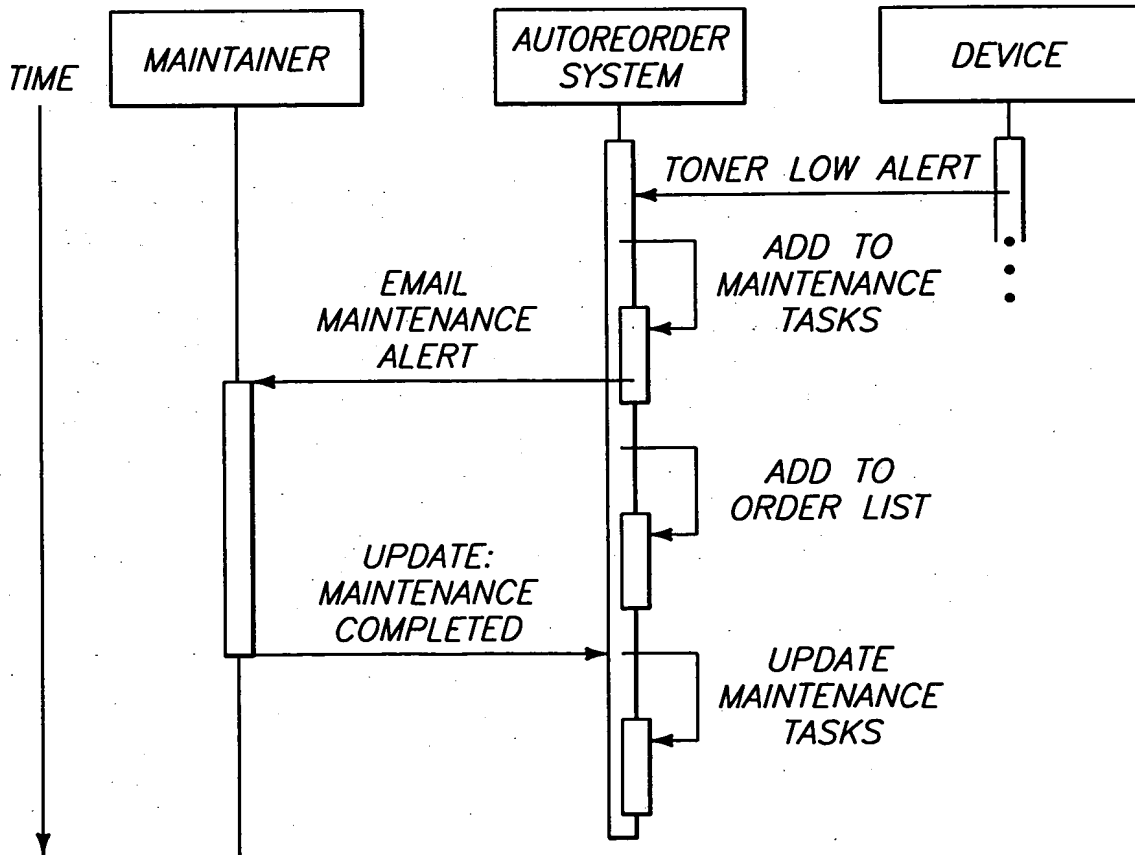 TIME
MAINTAINER
AUTOREORDER
SYSTEM
DEVICE
TONER LOW ALERT
ADD TO
MAINTENANCE
TASKS
EMAIL
MAINTENANCE
ALERT
ADD TO
ORDER LIST
UPDATE:
MAINTENANCE
COMPLETED
UPDATE
MAINTENANCE
TASKS